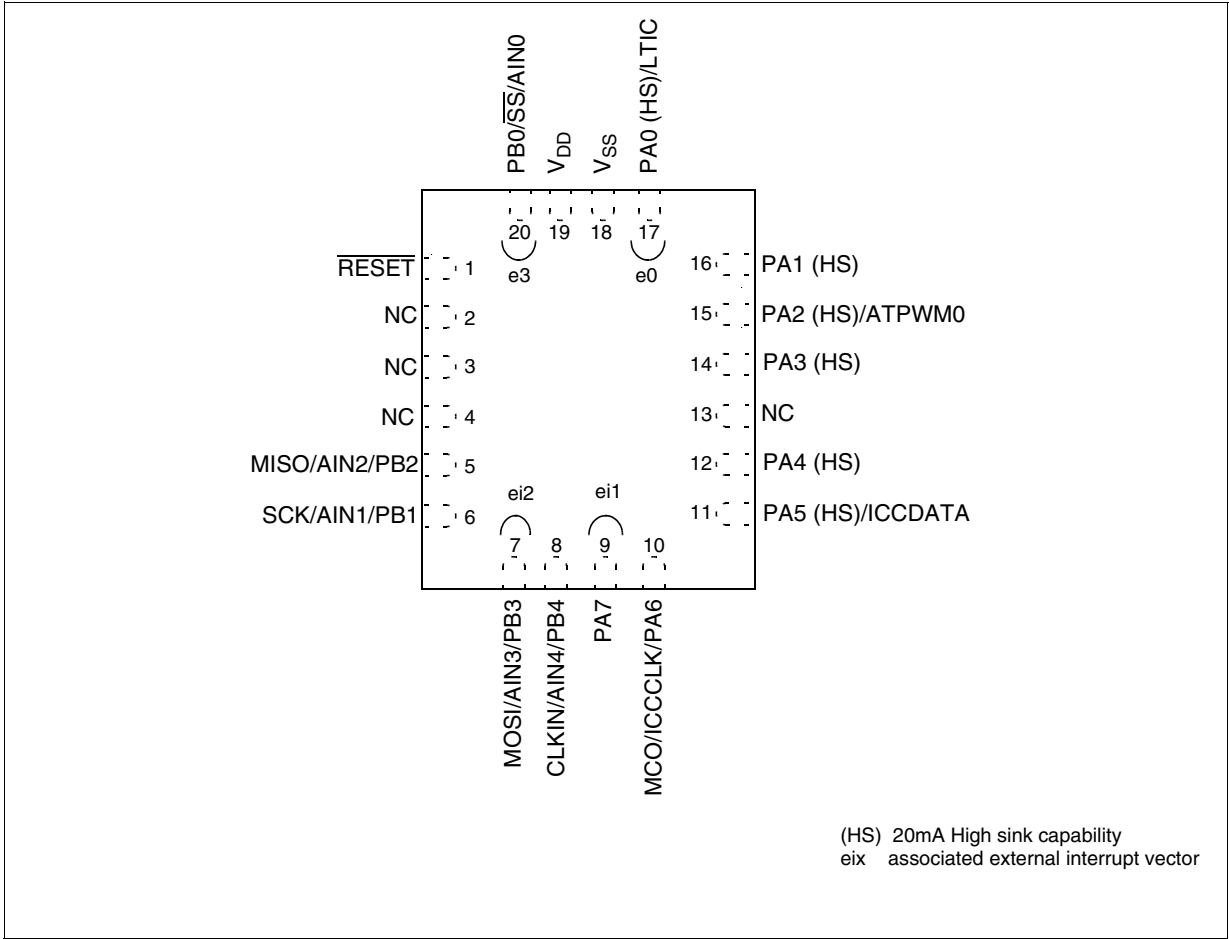 PB0/SS/AIN0
VDD
VSS
PA0 (HS)/LTIC
20
19
18
17
e3
e0
RESET
1
NC
2
NC
3
NC
4
MISO/AIN2/PB2
5
SCK/AIN1/PB1
6
16
PA1 (HS)
15
PA2 (HS)/ATPWM0
14
PA3 (HS)
13
NC
12
PA4 (HS)
11
PA5 (HS)/ICCDATA
ei2
ei1
7
8
9
10
MOSI/AIN3/PB3
CLKIN/AIN4/PB4
PA7
MCO/ICCCLK/PA6
(HS) 20mA High sink capability
eix associated external interrupt vector